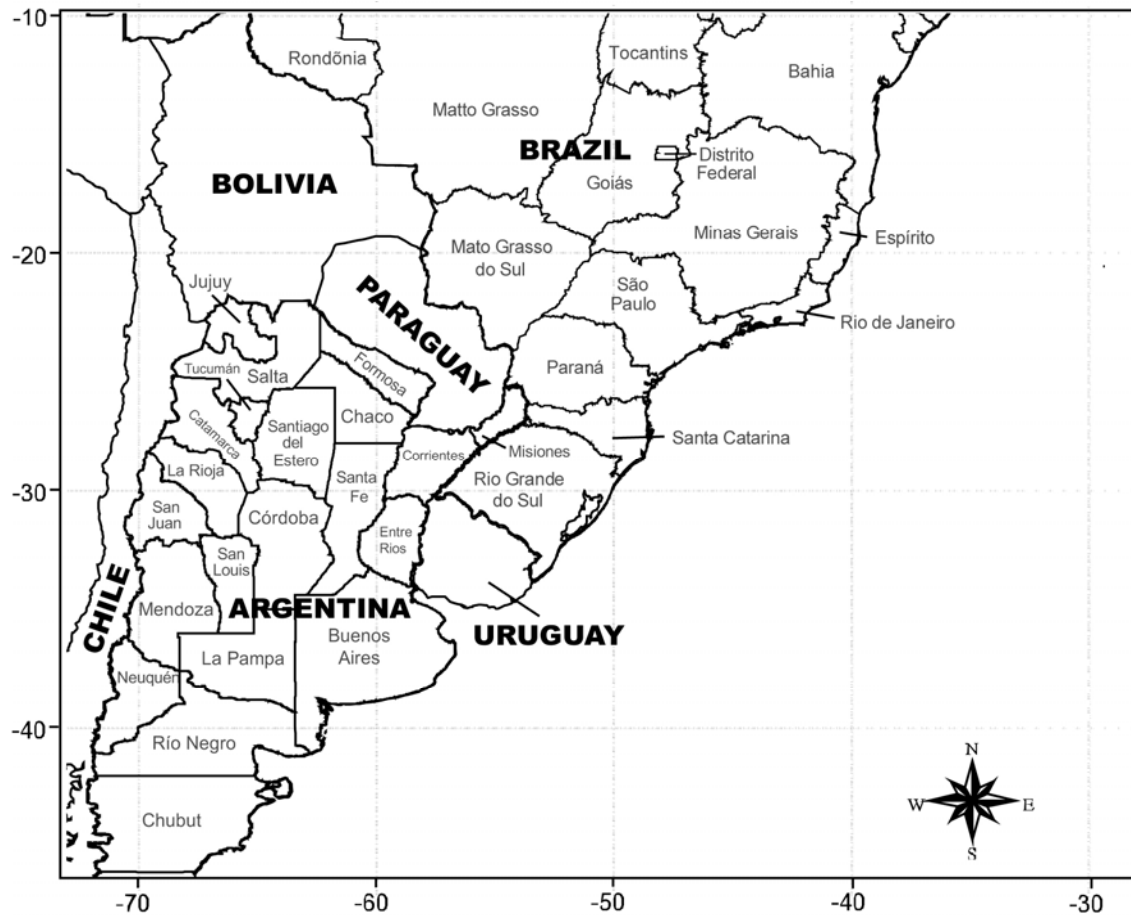 -10
Rondõnia
Tocantins
Bahia
Matto Grasso
BRAZIL
Distrito
Federal
BOLIVIA
Goiás
Mato Grasso
do Sul
Minas Gerais
Espírito
-20
Jujuy
PARAGUAY
São
Paulo
Rio de Janeiro
Tucumán
Salta
Formosa
Paraná
Chaco
Catamarca
Santiago
del
Estero
Santa Catarina
Corrientes
Misiones
La Rioja
Santa
Fe
Rio Grande
do Sul
-30
San
Juan
Córdoba
Entre
Rios
San
Louis
CHILE
Mendoza
ARGENTINA
URUGUAY
Buenos
Aires
La Pampa
Neuquén
-40
Río Negro
Chubut
N
W
E
S
-70
-60
-50
-40
-30